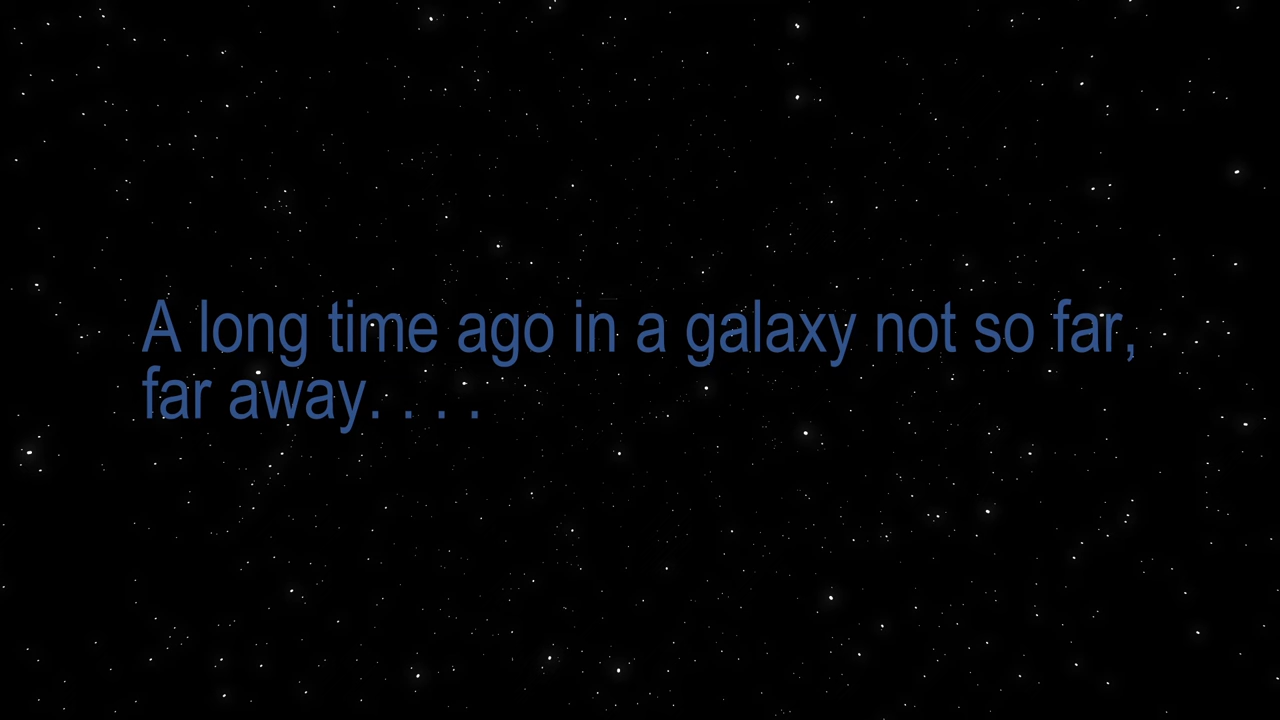 A long time ago in a galaxy not so far,
far away. . . .